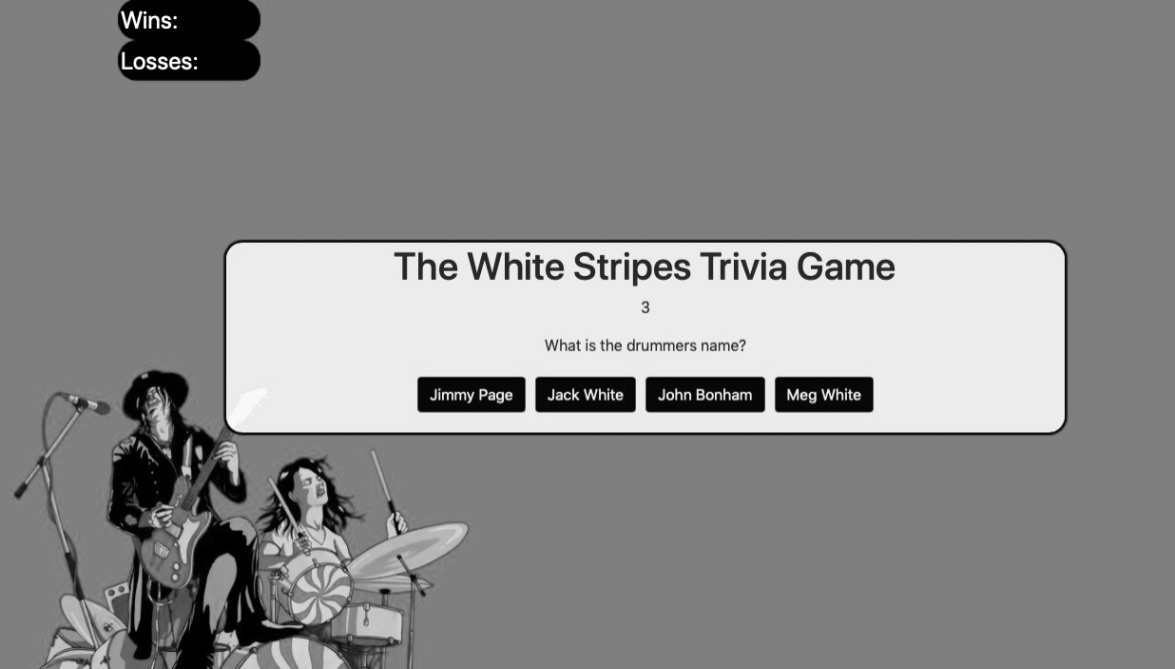 Wins:
Losses:
The White Stripes Trivia Game
3
What is the drummers name?
Jimmy Page Jack White John Bonham Meg White